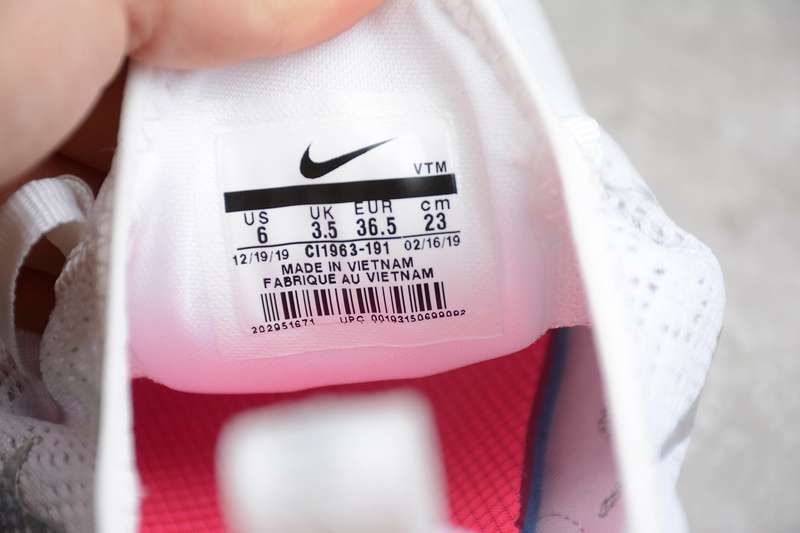 VTM
US UK EUR cm
6 3.5 36.5 23
12/19/19 CI1963-191 02/16/19
MADE IN VIETNAM
FABRIQUE AU VIETNAM
202951671 UPC 00193150699092